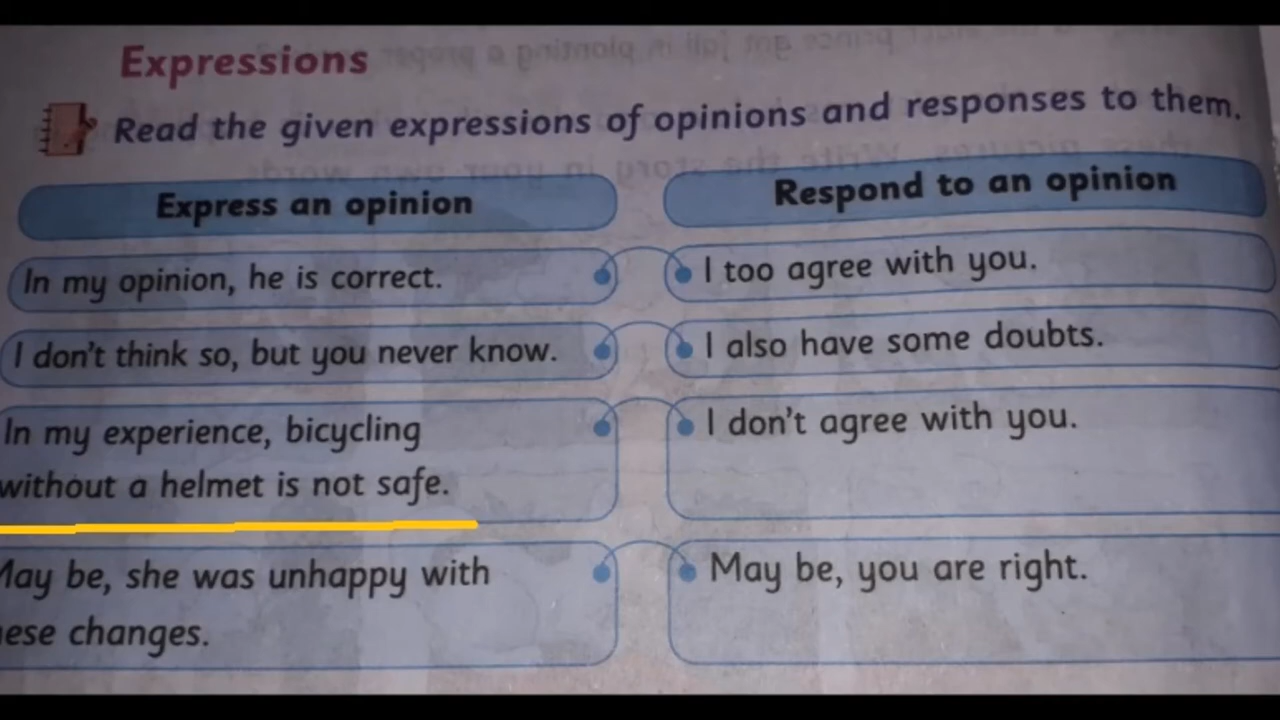 Expressions
Read the given expressions of opinions and responses to them.
Express an opinion
Respond to an opinion
In my opinion, he is correct.
I too agree with you.
I don't think so, but you never know.
I also have some doubts.
In my experience, bicycling
without a helmet is not safe.
I don't agree with you.
May be, she was unhappy with
changes.
May be, you are right.